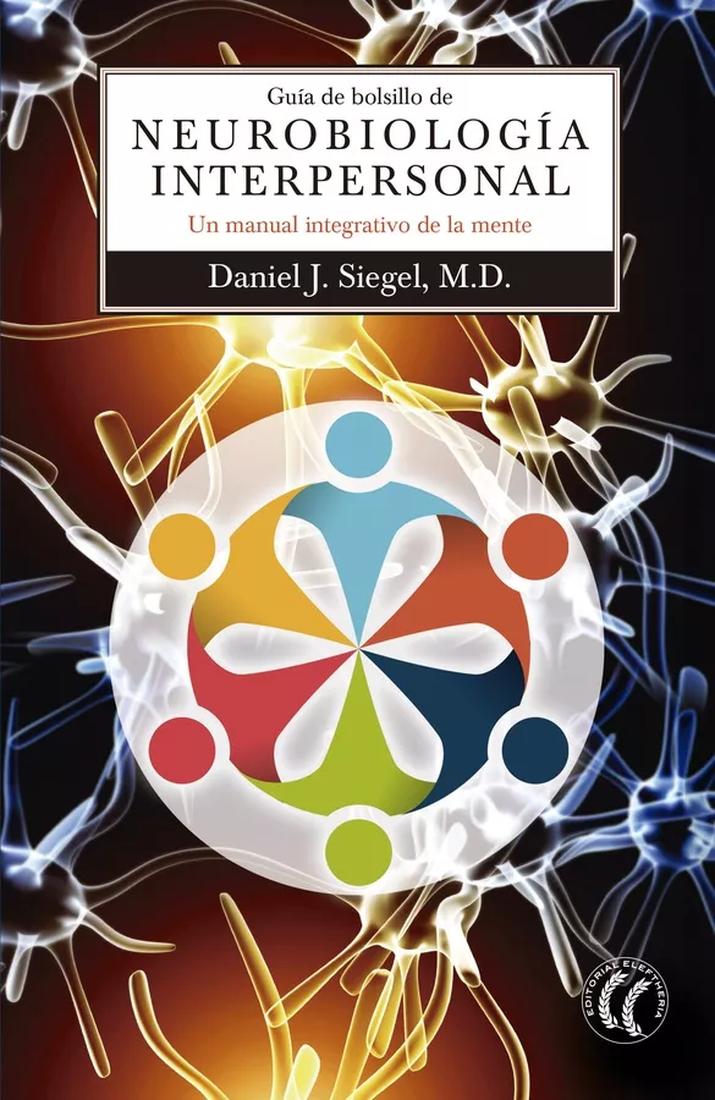 Guía de bolsillo de
NEUROBIOLOGÍA
INTERPERSONAL
Un manual integrativo de la mente
Daniel J. Siegel, M.D.
EDITORIAL ELEFTHERIA